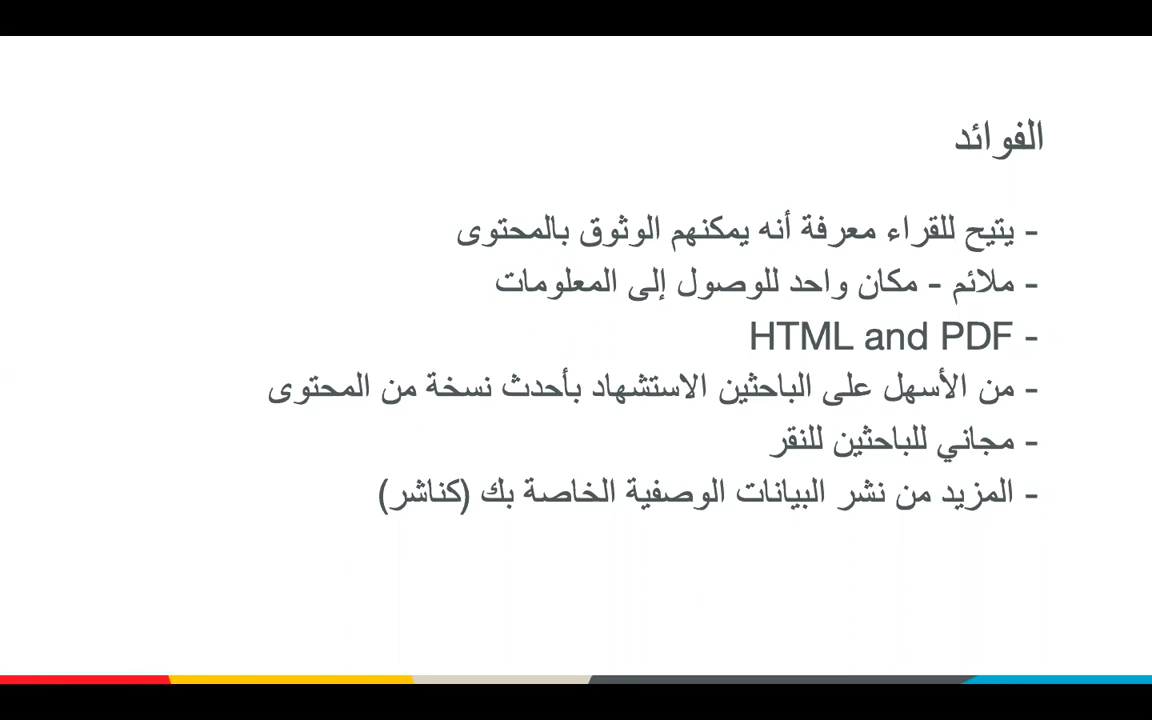 الفوائد
- يتيح للقراء معرفة أنه يمكنهم الوثوق بالمحتوى
- ملائم - مكان واحد للوصول إلى المعلومات
- HTML and PDF
- من الأسهل على الباحثين الاستشهاد بأحدث نسخة من المحتوى
- مجاني للباحثين للنقر
- المزيد من نشر البيانات الوصفية الخاصة بك (كناشر)